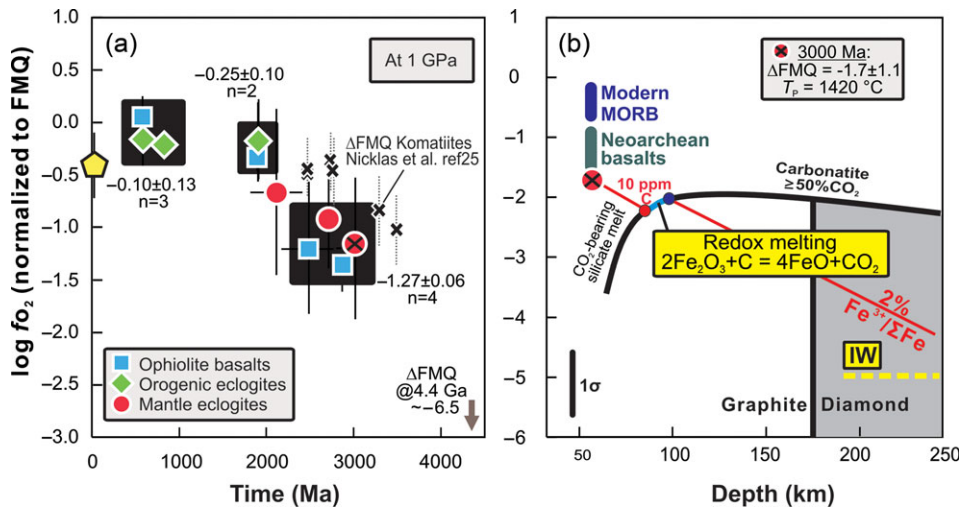 (a)
At 1 GPa
−0.25±0.10
n=2
ΔFMQ Komatiites
Nicklas et al. ref25
−0.10±0.13
n=3
−1.27±0.06
n=4
Ophiolite basalts
Orogenic eclogites
Mantle eclogites
ΔFMQ
@4.4 Ga
~−6.5
log fO₂ (normalized to FMQ)
1.0
0.5
0.0
−0.5
−1.0
−1.5
−2.0
−2.5
−3.0
0
1000
2000
3000
4000
Time (Ma)
(b)
3000 Ma:
ΔFMQ = -1.7±1.1
Tₚ = 1420 °C
Modern
MORB
Neoarchean
basalts
10 ppm
C
Carbonatite
≥50%CO₂
CO₂-bearing
silicate melt
Redox melting
2Fe₂O₃+C = 4FeO+CO₂
2%
Fe³⁺/ΣFe
IW
1σ
Graphite
Diamond
0
−1
−2
−3
−4
−5
−6
50
100
150
200
250
Depth (km)